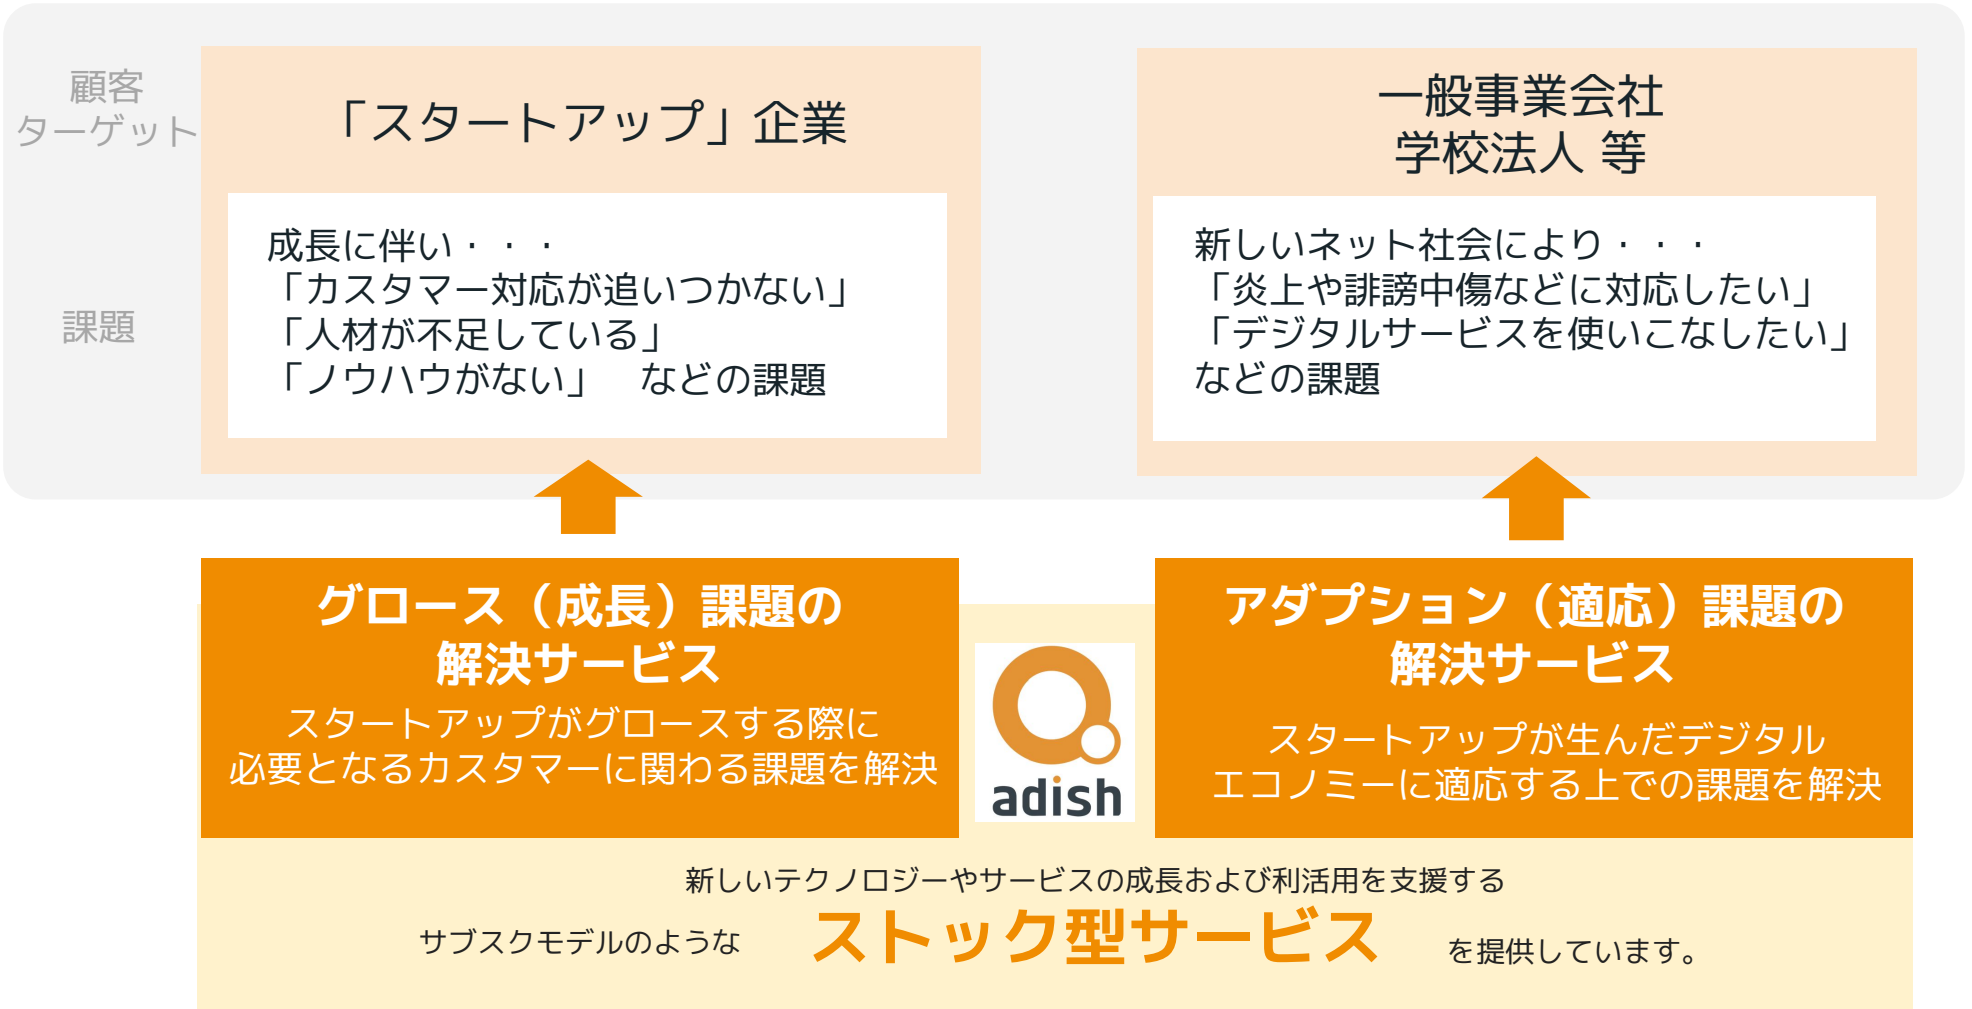 顧客
ターゲット
「スタートアップ」企業
一般事業会社
学校法人 等
課題
成長に伴い・・・
「カスタマー対応が追いつかない」
「人材が不足している」
「ノウハウがない」　などの課題
新しいネット社会により・・・
「炎上や誹謗中傷などに対応したい」
「デジタルサービスを使いこなしたい」
などの課題
グロース（成長）課題の
解決サービス
スタートアップがグロースする際に
必要となるカスタマーに関わる課題を解決
adish
アダプション（適応）課題の
解決サービス
スタートアップが生んだデジタル
エコノミーに適応する上での課題を解決
新しいテクノロジーやサービスの成長および利活用を支援する
サブスクモデルのような ストック型サービス を提供しています。